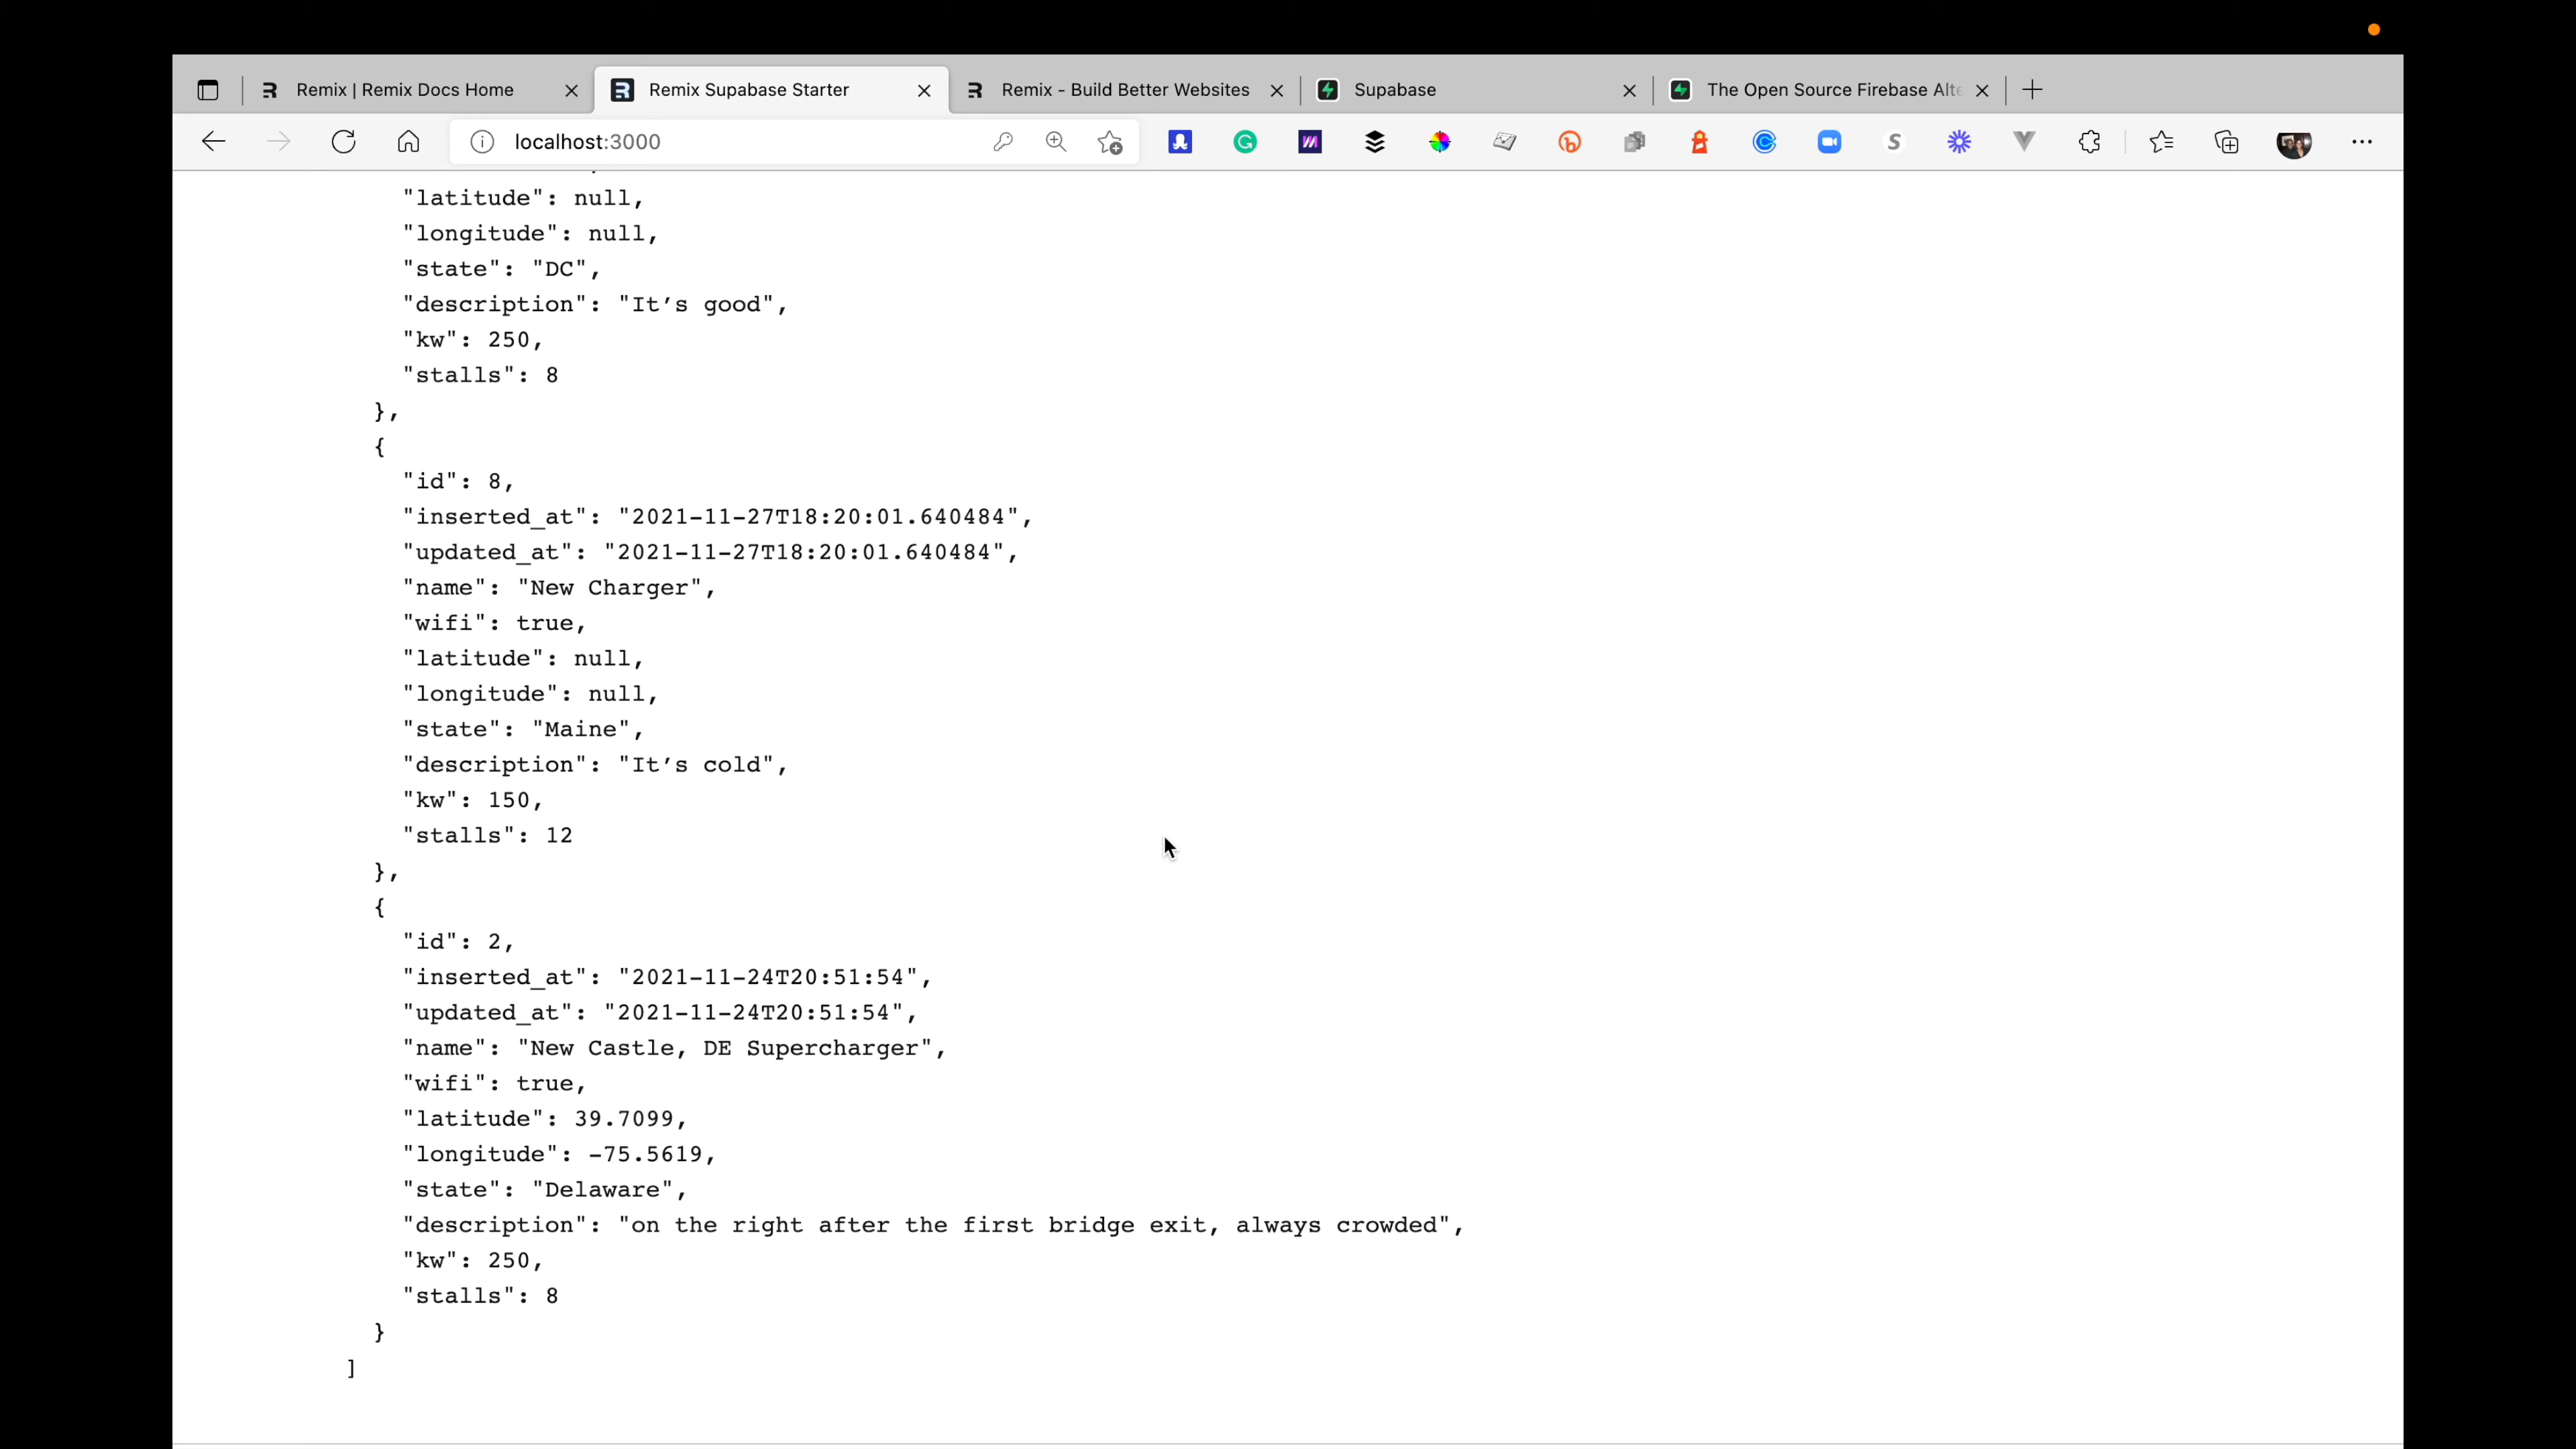 Remix | Remix Docs Home
Remix Supabase Starter
Remix - Build Better Websites
Supabase
The Open Source Firebase Alte
localhost:3000
"latitude": null,
"longitude": null,
"state": "DC",
"description": "It’s good",
"kw": 250,
"stalls": 8
},
{
"id": 8,
"inserted_at": "2021-11-27T18:20:01.640484",
"updated_at": "2021-11-27T18:20:01.640484",
"name": "New Charger",
"wifi": true,
"latitude": null,
"longitude": null,
"state": "Maine",
"description": "It’s cold",
"kw": 150,
"stalls": 12
},
{
"id": 2,
"inserted_at": "2021-11-24T20:51:54",
"updated_at": "2021-11-24T20:51:54",
"name": "New Castle, DE Supercharger",
"wifi": true,
"latitude": 39.7099,
"longitude": -75.5619,
"state": "Delaware",
"description": "on the right after the first bridge exit, always crowded",
"kw": 250,
"stalls": 8
}
]